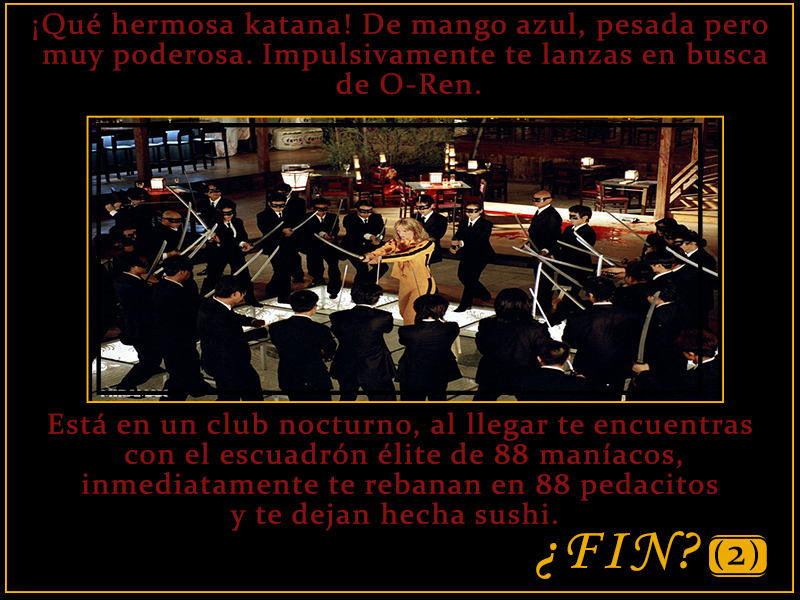 ¡Qué hermosa katana! De mango azul, pesada pero
muy poderosa. Impulsivamente te lanzas en busca
de O-Ren.
Está en un club nocturno, al llegar te encuentras
con el escuadrón élite de 88 maníacos,
inmediatamente te rebanan en 88 pedacitos
y te dejan hecha sushi.
¿FIN? (2)